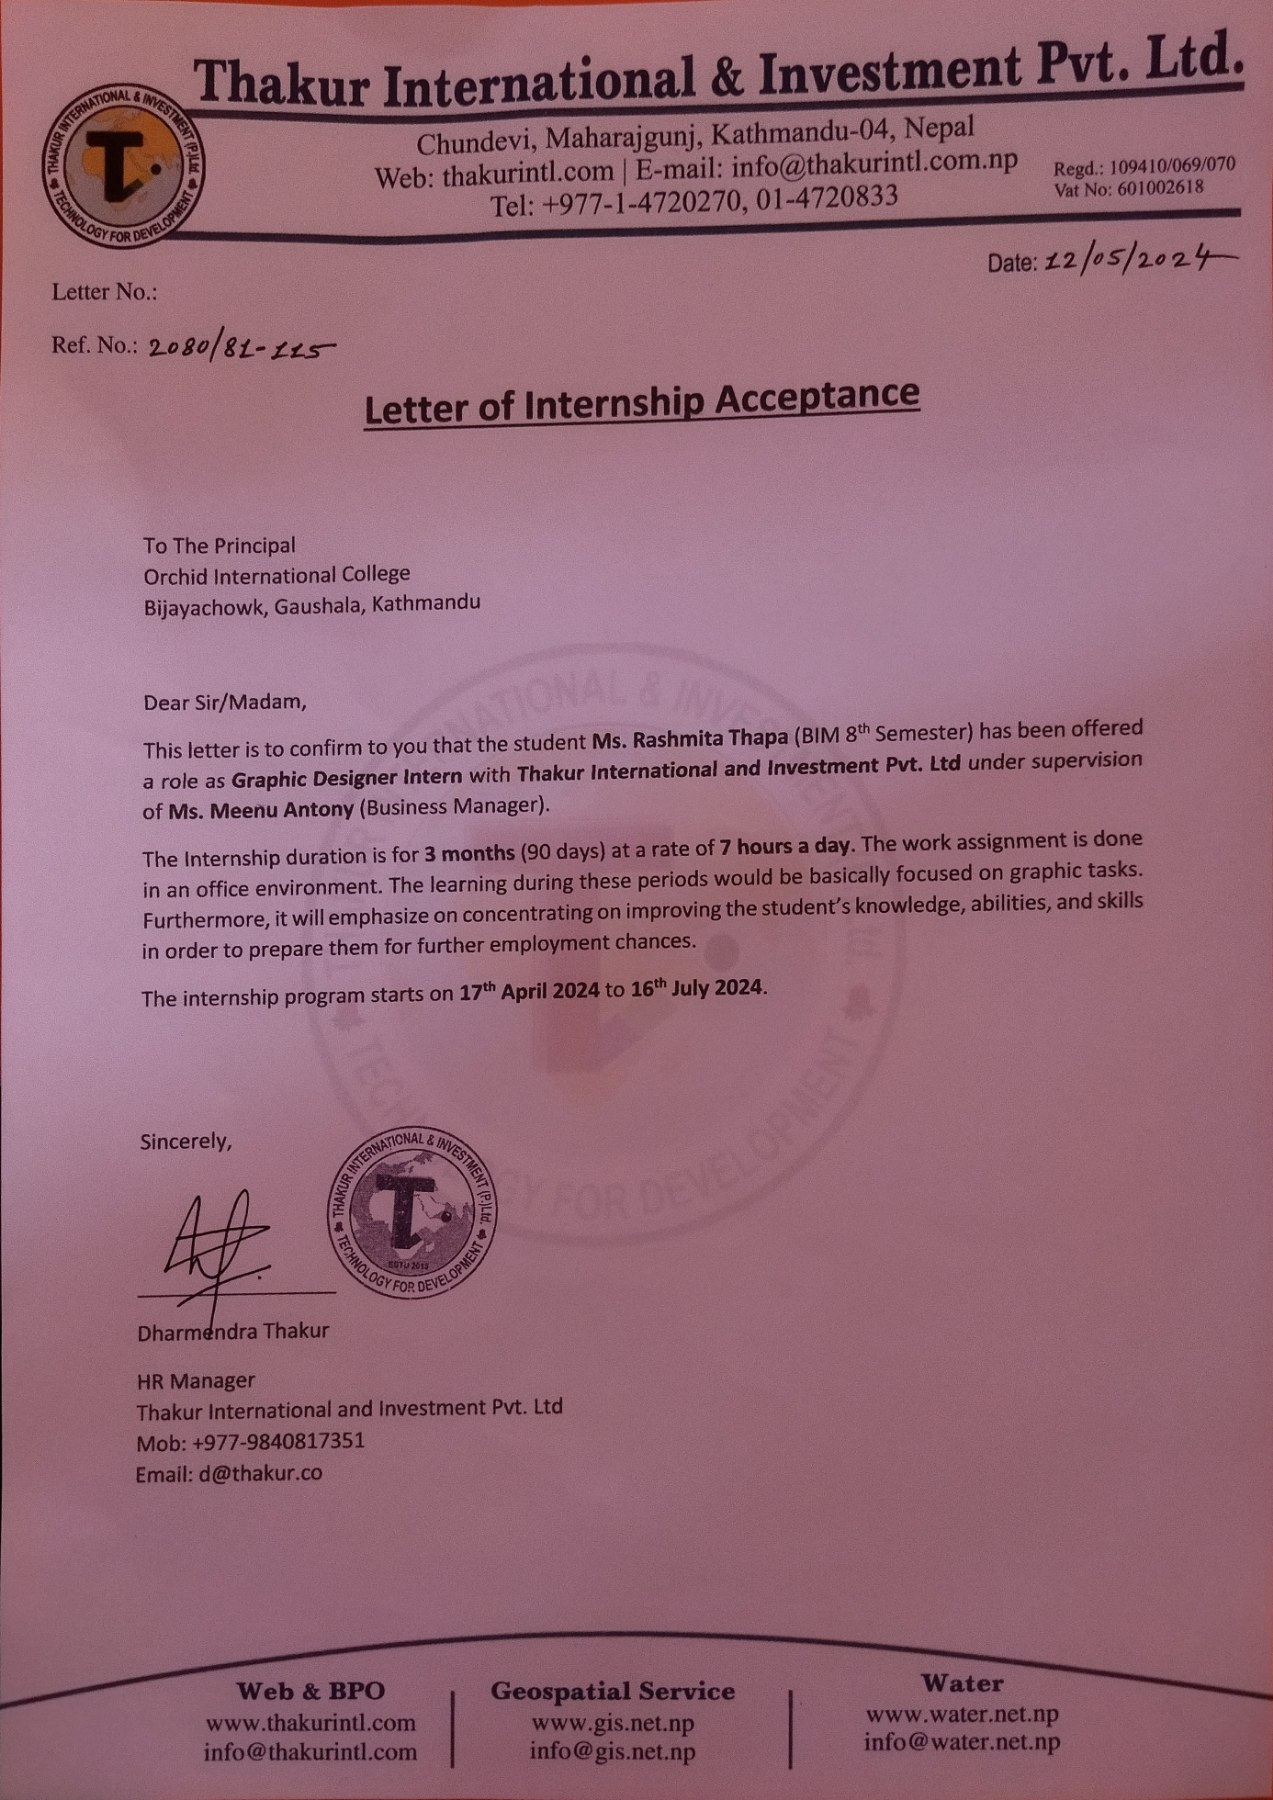 Thakur International & Investment Pvt. Ltd.
THAKUR INTERNATIONAL & INVESTMENT (P.)Ltd.
TECHNOLOGY FOR DEVELOPMENT
Chundevi, Maharajgunj, Kathmandu-04, Nepal
Web: thakurintl.com | E-mail: info@thakurintl.com.np
Tel: +977-1-4720270, 01-4720833
Regd.: 109410/069/070
Vat No: 601002618
Date: 12/05/2024
Letter No.:
Ref. No.: 2080/81-115
Letter of Internship Acceptance
To The Principal
Orchid International College
Bijayachowk, Gaushala, Kathmandu
Dear Sir/Madam,
This letter is to confirm to you that the student Ms. Rashmita Thapa (BIM 8th Semester) has been offered
a role as Graphic Designer Intern with Thakur International and Investment Pvt. Ltd under supervision
of Ms. Meenu Antony (Business Manager).
The Internship duration is for 3 months (90 days) at a rate of 7 hours a day. The work assignment is done
in an office environment. The learning during these periods would be basically focused on graphic tasks.
Furthermore, it will emphasize on concentrating on improving the student’s knowledge, abilities, and skills
in order to prepare them for further employment chances.
The internship program starts on 17th April 2024 to 16th July 2024.
Sincerely,
THAKUR INTERNATIONAL & INVESTMENT (P.)Ltd.
ESTD 2013
TECHNOLOGY FOR DEVELOPMENT
Dharmendra Thakur
HR Manager
Thakur International and Investment Pvt. Ltd
Mob: +977-9840817351
Email: d@thakur.co
Web & BPO
www.thakurintl.com
info@thakurintl.com
Geospatial Service
www.gis.net.np
info@gis.net.np
Water
www.water.net.np
info@water.net.np